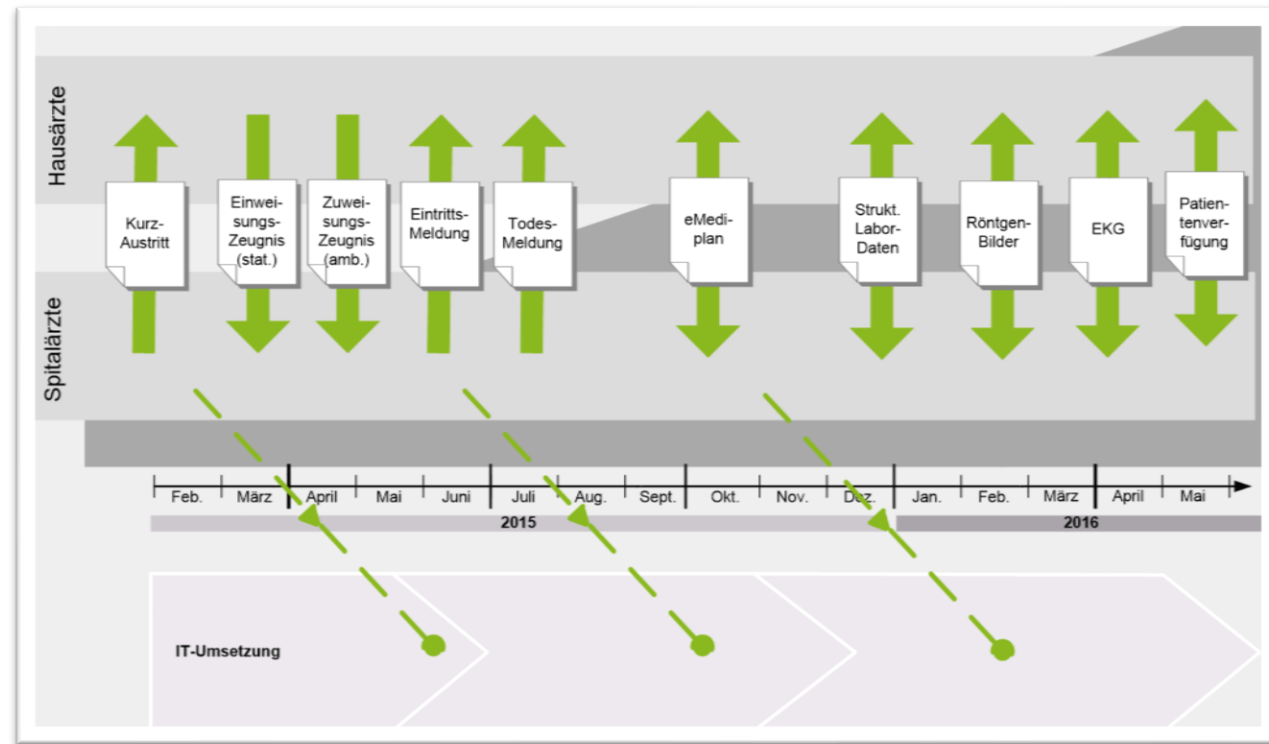 Hausärzte
Spitalärzte
Kurz-
Austritt
Einwei-
sungs-
Zeugnis
(stat.)
Zuwei-
sungs-
Zeugnis
(amb.)
Eintritts-
Meldung
Todes-
Meldung
eMedi-
plan
Strukt.
Labor-
Daten
Röntgen-
Bilder
EKG
Patien-
tenver-
fügung
Feb. März April Mai Juni Juli Aug. Sept. Okt. Nov. Dez. Jan. Feb. März April Mai
2015 2016
IT-Umsetzung